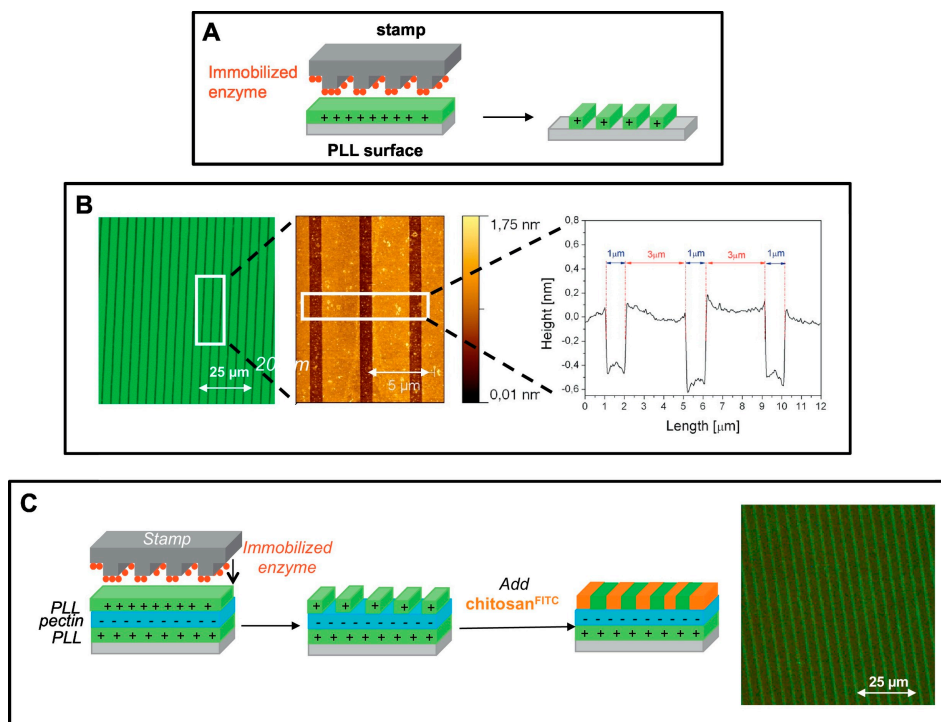 A
stamp
Immobilized
enzyme
+ + + + + + + + + +
+ + + +
PLL surface
B
25 µm
5 µm
1,75 nm
0,01 nm
0,8
0,6
0,4
0,2
0,0
-0,2
-0,4
-0,6
Height [nm]
1µm 3µm 1µm 3µm 1µm
0 1 2 3 4 5 6 7 8 9 10 11 12
Length [µm]
C
Stamp
Immobilized
enzyme
PLL
pectin
PLL
+ + + + + + + + +
- - - - - - - - -
+ + + + + + + +
+ + + + +
- - - - - - - - -
+ + + + + + + +
Add
chitosanFITC
- - - - - - - - -
+ + + + + + + +
25 µm